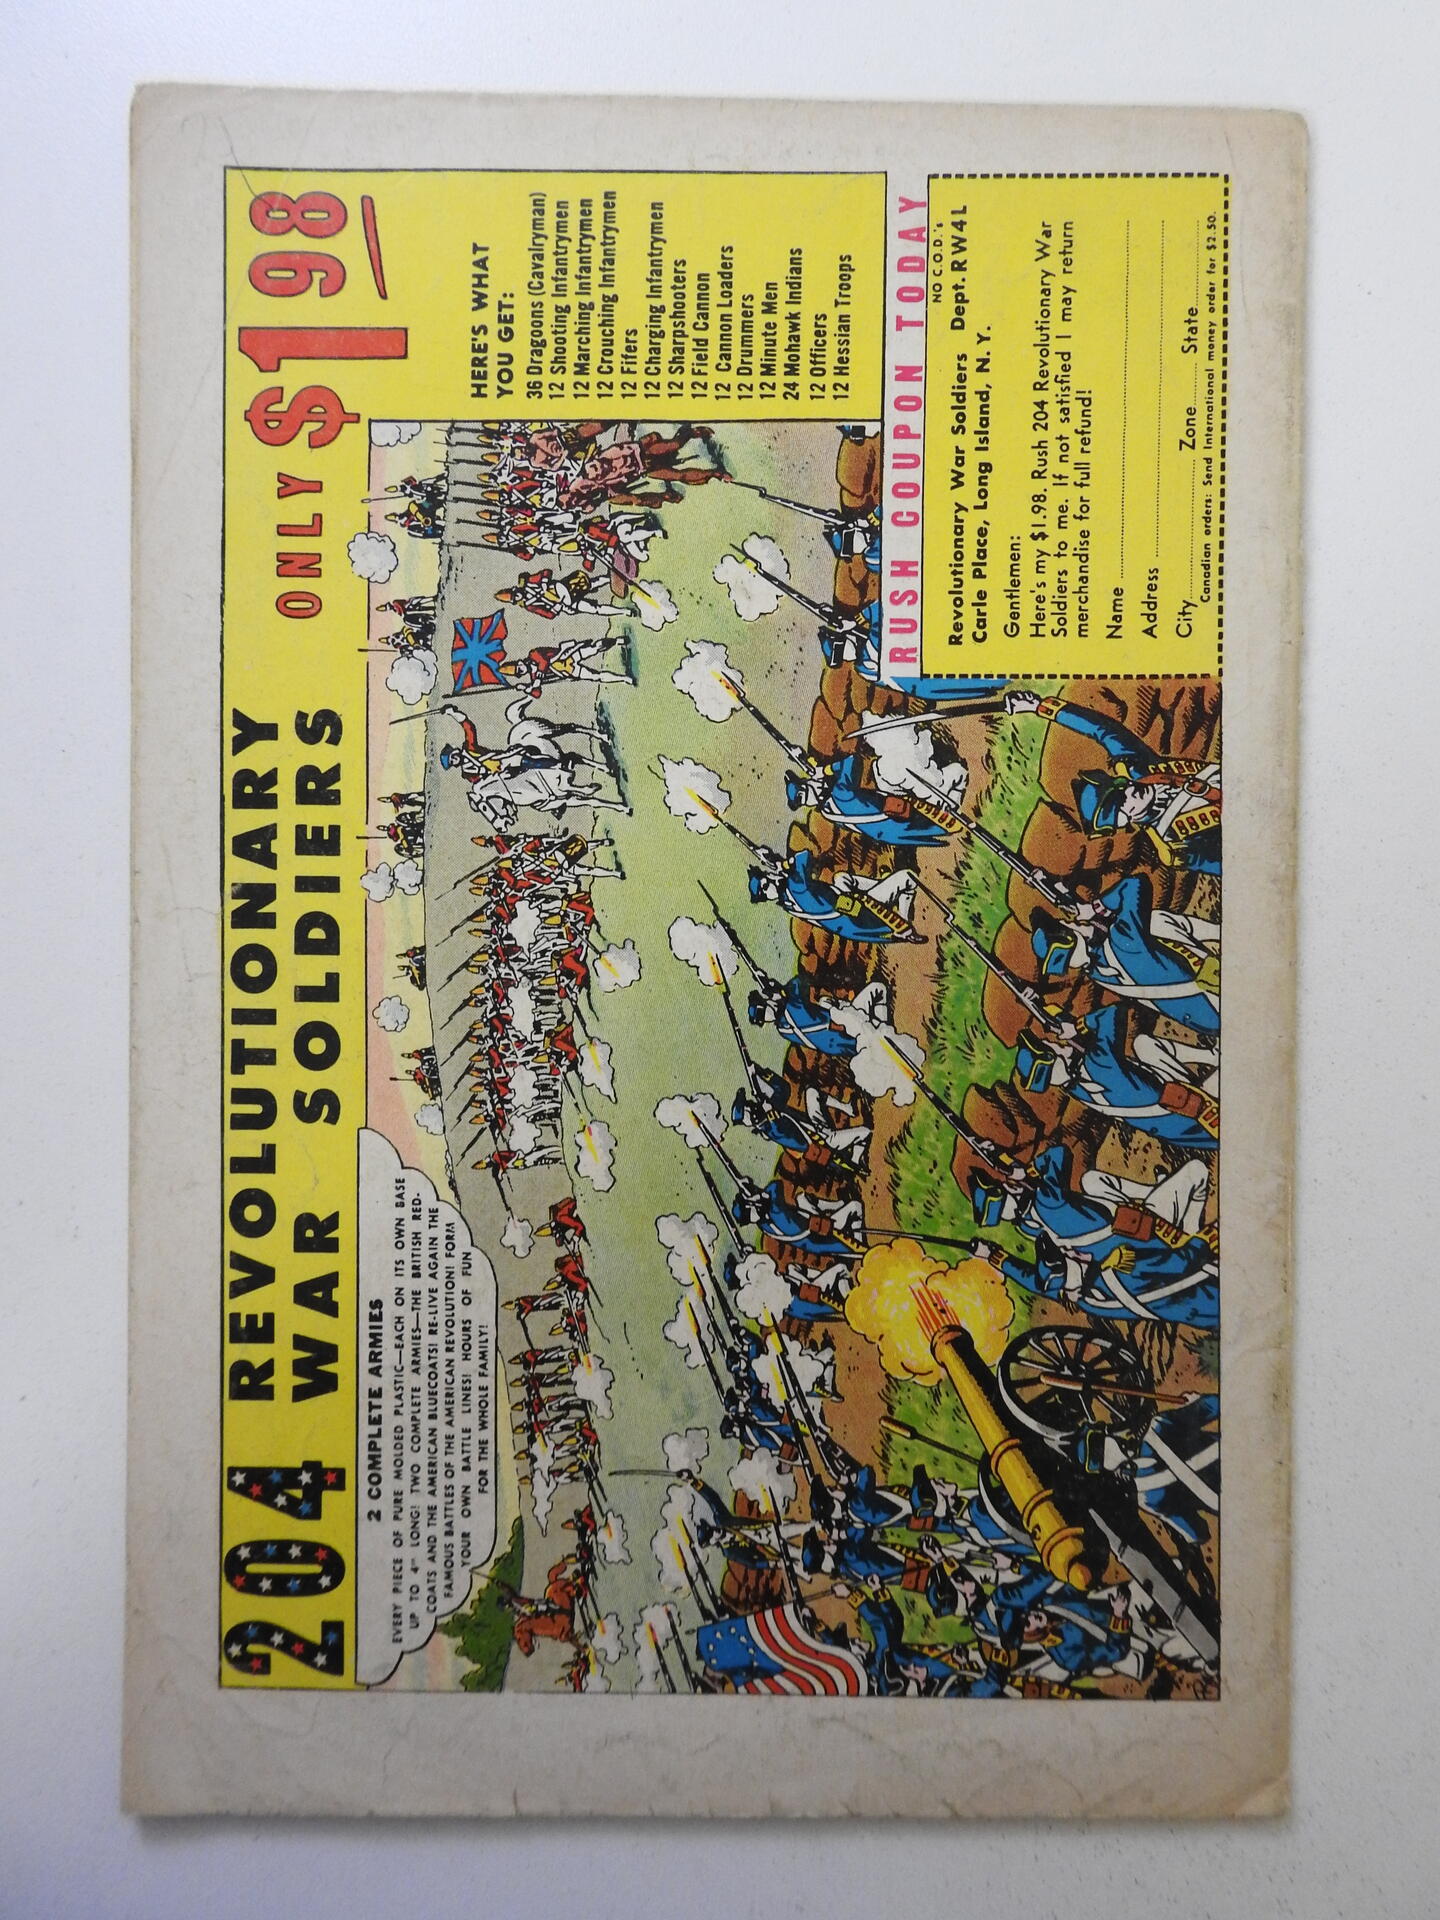 204 REVOLUTIONARY
WAR SOLDIERS
ONLY $1 98
2 COMPLETE ARMIES
EVERY PIECE OF PURE MOLDED PLASTIC—EACH ON ITS OWN BASE
UP TO 4" LONG! TWO COMPLETE ARMIES—THE BRITISH RED-
COATS AND THE AMERICAN BLUECOATS! RE-LIVE AGAIN THE
FAMOUS BATTLES OF THE AMERICAN REVOLUTION! FORM
YOUR OWN BATTLE LINES! HOURS OF FUN
FOR THE WHOLE FAMILY!
HERE'S WHAT
YOU GET:
36 Dragoons (Cavalryman)
12 Shooting Infantrymen
12 Marching Infantrymen
12 Crouching Infantrymen
12 Fifers
12 Charging Infantrymen
12 Sharpshooters
12 Field Cannon
12 Cannon Loaders
12 Drummers
12 Minute Men
24 Mohawk Indians
12 Officers
12 Hessian Troops
RUSH COUPON TODAY
NO C.O.D.'s
Revolutionary War Soldiers Dept. RW4L
Carle Place, Long Island, N. Y.
Gentlemen:
Here's my $1.98. Rush 204 Revolutionary War
Soldiers to me. If not satisfied I may return
merchandise for full refund!
Name
Address
City Zone State
Canadian orders: Send International money order for $2.50.